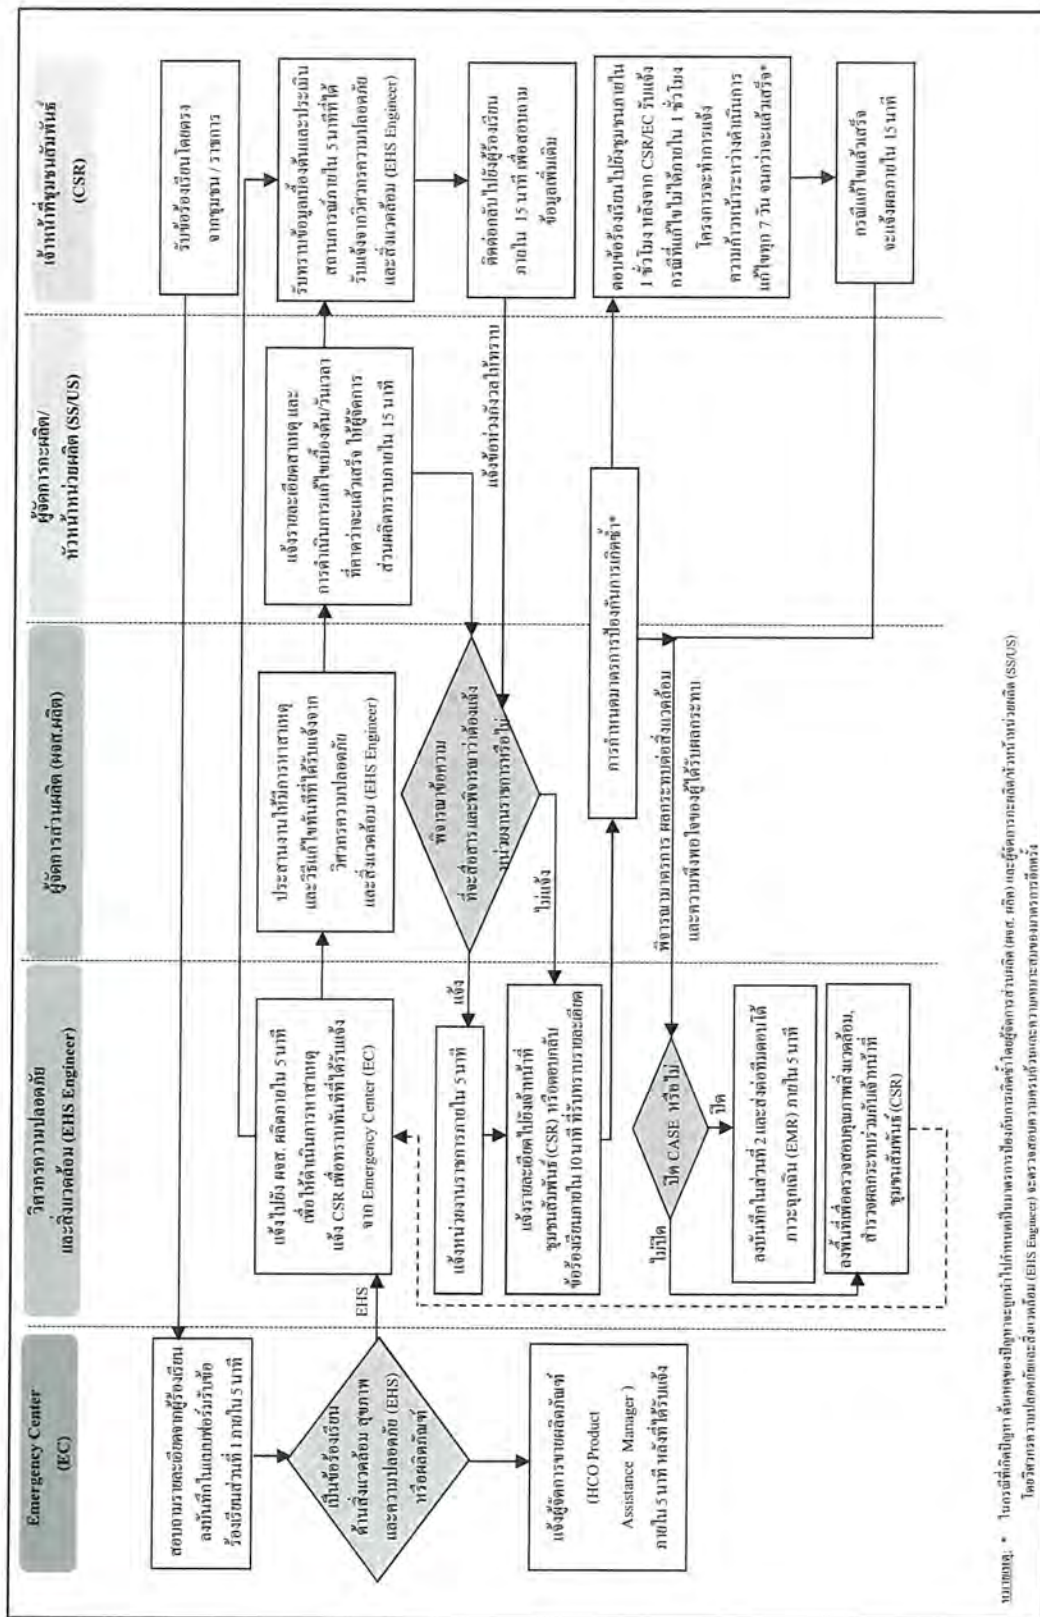 Emergency Center
(EC)
วิศวกรความปลอดภัย
และสิ่งแวดล้อม (EHS Engineer)
ผู้จัดการส่วนผลิต (ผจส.ผลิต)
ผู้จัดการกะผลิต/
หัวหน้าหน่วยผลิต (SS/US)
เจ้าหน้าที่ชุมชนสัมพันธ์
(CSR)
รับข้อร้องเรียนโดยตรง
จากชุมชน / ราชการ
สอบถามรายละเอียดจากผู้ร้องเรียน
ลงบันทึกในแบบฟอร์มรับข้อ
ร้องเรียนส่วนที่ 1 ภายใน 5 นาที
เป็นข้อร้องเรียน
ด้านสิ่งแวดล้อม สุขภาพ
และความปลอดภัย (EHS)
หรือผลิตภัณฑ์
EHS
แจ้งผู้จัดการขายผลิตภัณฑ์
(HCO Product
Assistance Manager )
ภายใน 5 นาที หลังที่ได้รับแจ้ง
แจ้งไปยัง ผจส. ผลิตภายใน 5 นาที
เพื่อให้ดำเนินการหาสาเหตุ
แจ้ง CSR เพื่อทราบทันทีที่ได้รับแจ้ง
จาก Emergency Center (EC)
ประสานงานให้มีการหาสาเหตุ
และวิธีแก้ไขทันทีที่ได้รับแจ้งจาก
วิศวกรความปลอดภัย
และสิ่งแวดล้อม (EHS Engineer)
แจ้งรายละเอียดสาเหตุ และ
การดำเนินการแก้ไขเบื้องต้น/วันเวลา
ที่คาดว่าจะแล้วเสร็จ ให้ผู้จัดการ
ส่วนผลิตทราบภายใน 15 นาที
รับทราบข้อมูลเบื้องต้นและประเมิน
สถานการณ์ภายใน 5 นาทีที่ได้
รับแจ้งจากวิศวกรความปลอดภัย
และสิ่งแวดล้อม (EHS Engineer)
ติดต่อกลับไปยังผู้ร้องเรียน
ภายใน 15 นาที เพื่อสอบถาม
ข้อมูลเพิ่มเติม
แจ้งข้อห่วงกังวลให้ทราบ
พิจารณาข้อความ
ที่จะสื่อสารและพิจารณาว่าต้องแจ้ง
หน่วยงานราชการหรือไม่
แจ้ง
ไม่แจ้ง
แจ้งหน่วยงานราชการภายใน 5 นาที
แจ้งรายละเอียดไปยังเจ้าหน้าที่
ชุมชนสัมพันธ์ (CSR) หรือตอบกลับ
ข้อร้องเรียนภายใน 10 นาที ที่รับทราบรายละเอียด
การกำหนดมาตรการป้องกันการเกิดซ้ำ*
ตอบข้อร้องเรียนไปยังชุมชนภายใน
1 ชั่วโมง หลังจาก CSR/EC รับแจ้ง
กรณีที่แก้ไขไม่ได้ภายใน 1 ชั่วโมง
โครงการจะทำการแจ้ง
ความก้าวหน้าระหว่างดำเนินการ
แก้ไขทุก 7 วัน จนกว่าจะแล้วเสร็จ*
กรณีแก้ไขแล้วเสร็จ
จะแจ้งผลภายใน 15 นาที
พิจารณามาตรการ ผลกระทบต่อสิ่งแวดล้อม
และความพึงพอใจของผู้ได้รับผลกระทบ
ปิด CASE หรือไม่
ไม่ปิด
ปิด
ลงบันทึกในส่วนที่ 2 และส่งต่อทีมตอบโต้
ภาวะฉุกเฉิน (EMR) ภายใน 5 นาที
ลงพื้นที่เพื่อตรวจสอบคุณภาพสิ่งแวดล้อม,
สำรวจผลกระทบร่วมกับเจ้าหน้าที่
ชุมชนสัมพันธ์ (CSR)
หมายเหตุ: * ในกรณีที่เกิดปัญหา ต้นเหตุของปัญหาจะถูกนำไปกำหนดเป็นมาตรการป้องกันการเกิดซ้ำโดยผู้จัดการส่วนผลิต (ผจส. ผลิต) และผู้จัดการกะผลิต/หัวหน้าหน่วยผลิต (SS/US)
โดยวิศวกรความปลอดภัยและสิ่งแวดล้อม (EHS Engineer) จะตรวจสอบความครบถ้วนและความเหมาะสมของมาตรการอีกครั้ง